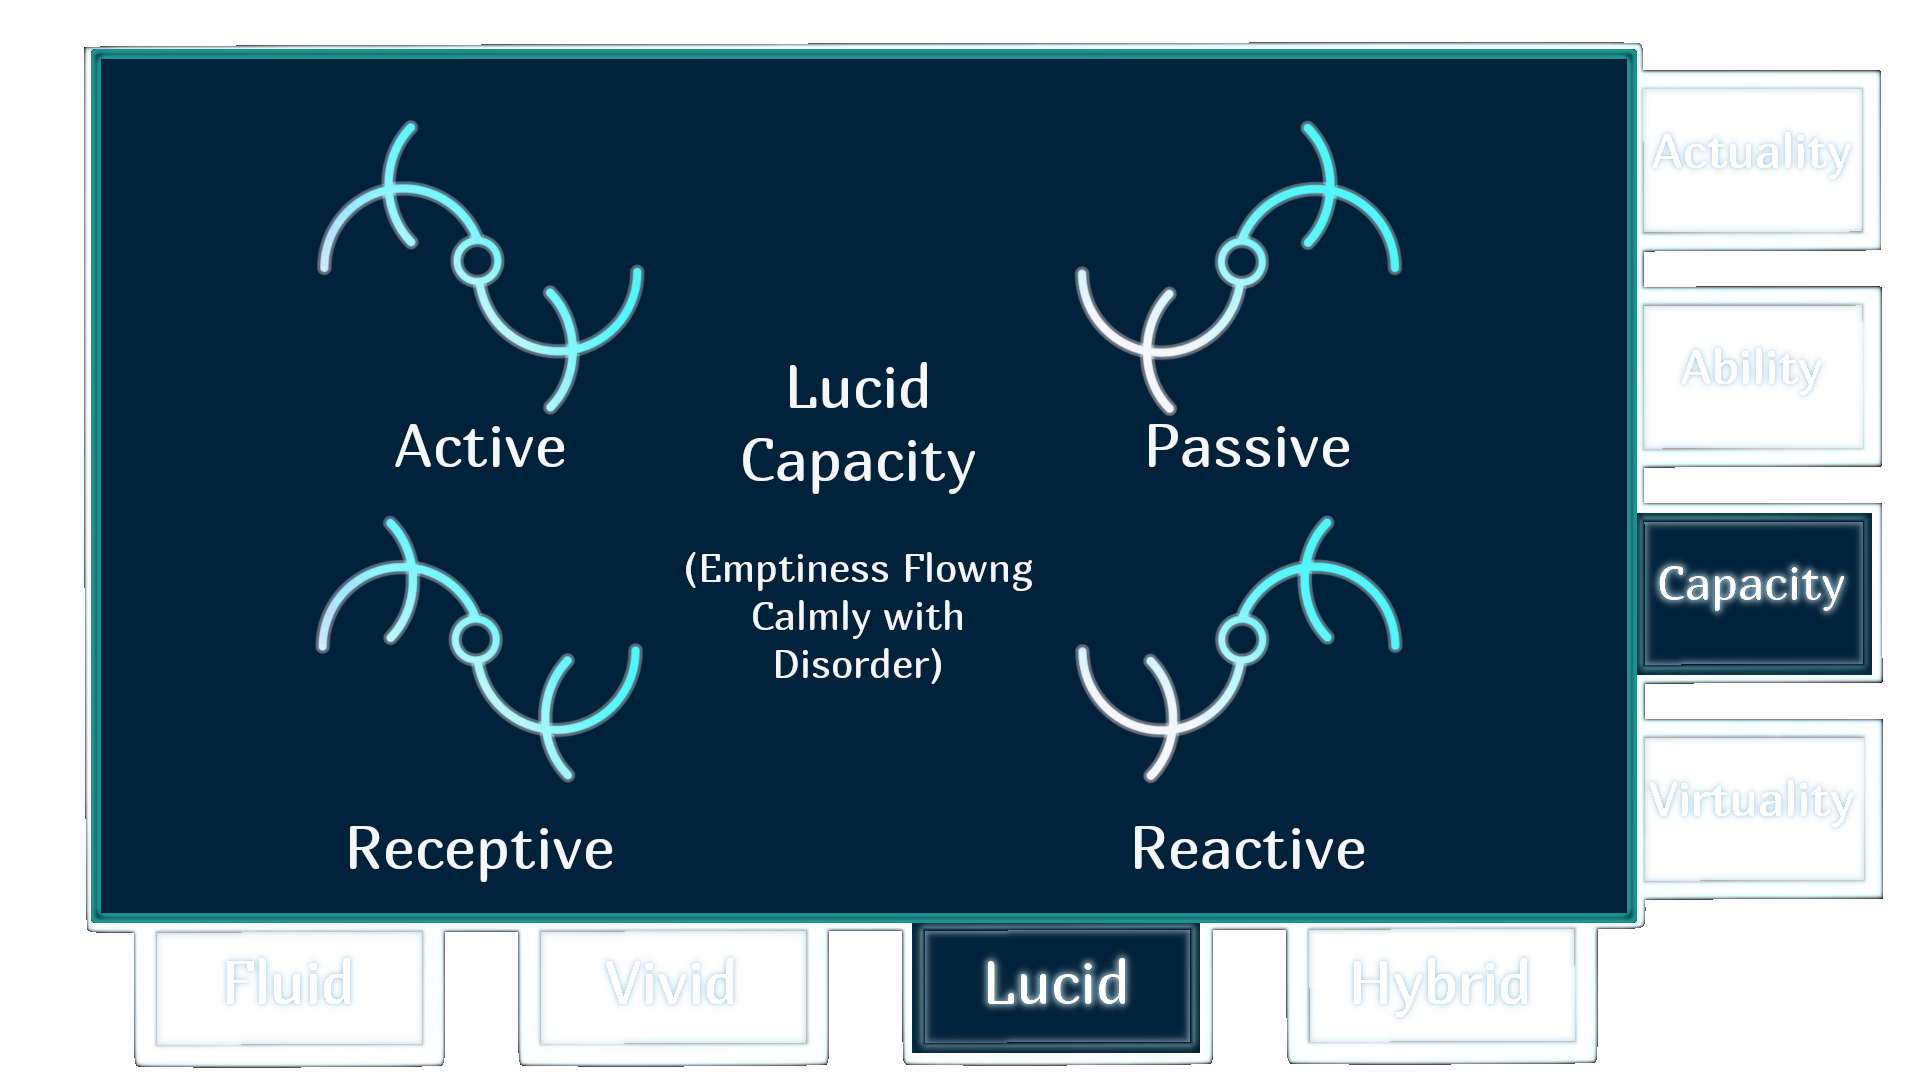 Lucid
Capacity
Active
Passive
(Emptiness Flowng
Calmly with
Disorder)
Receptive
Reactive
Actuality
Ability
Capacity
Virtuality
Fluid
Vivid
Lucid
Hybrid